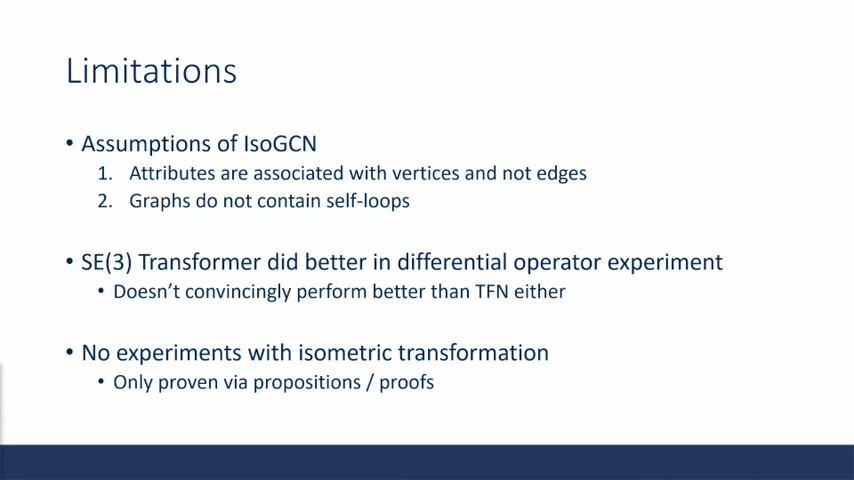 Limitations
• Assumptions of IsoGCN
1. Attributes are associated with vertices and not edges
2. Graphs do not contain self-loops
• SE(3) Transformer did better in differential operator experiment
• Doesn’t convincingly perform better than TFN either
• No experiments with isometric transformation
• Only proven via propositions / proofs